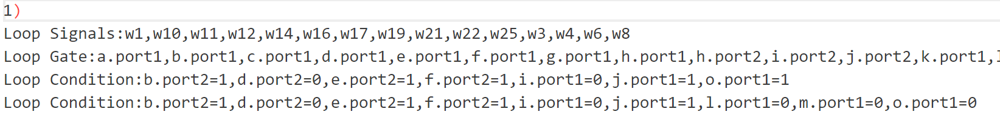 1)
Loop Signals:w1,w10,w11,w12,w14,w16,w17,w19,w21,w22,w25,w3,w4,w6,w8
Loop Gate:a.port1,b.port1,c.port1,d.port1,e.port1,f.port1,g.port1,h.port1,h.port2,i.port2,j.port2,k.port1,
Loop Condition:b.port2=1,d.port2=0,e.port2=1,f.port2=1,i.port1=0,j.port1=1,o.port1=1
Loop Condition:b.port2=1,d.port2=0,e.port2=1,f.port2=1,i.port1=0,j.port1=1,l.port1=0,m.port1=0,o.port1=0